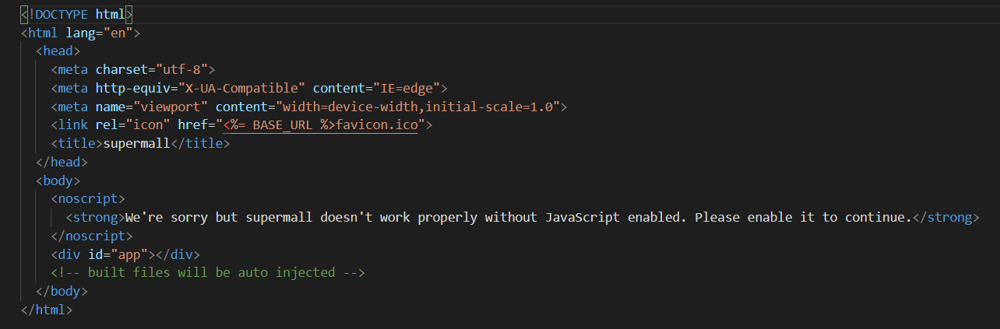 <!DOCTYPE html>
<html lang="en">
  <head>
    <meta charset="utf-8">
    <meta http-equiv="X-UA-Compatible" content="IE=edge">
    <meta name="viewport" content="width=device-width,initial-scale=1.0">
    <link rel="icon" href="<%= BASE_URL %>favicon.ico">
    <title>supermall</title>
  </head>
  <body>
    <noscript>
      <strong>We're sorry but supermall doesn't work properly without JavaScript enabled. Please enable it to continue.</strong>
    </noscript>
    <div id="app"></div>
    <!-- built files will be auto injected -->
  </body>
</html>